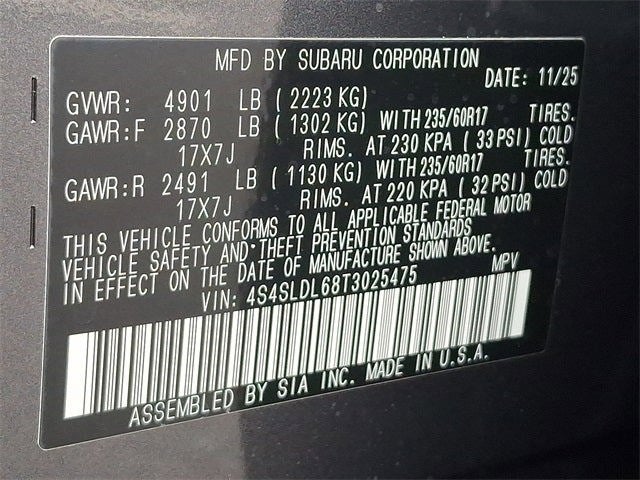 MFD BY SUBARU CORPORATION
DATE: 11/25
GVWR: 4901 LB (2223 KG)
GAWR:F 2870 LB (1302 KG) WITH 235/60R17 TIRES.
17X7J RIMS. AT 230 KPA (33 PSI) COLD
GAWR:R 2491 LB (1130 KG) WITH 235/60R17 TIRES.
17X7J RIMS. AT 220 KPA (32 PSI) COLD
THIS VEHICLE CONFORMS TO ALL APPLICABLE FEDERAL MOTOR
VEHICLE SAFETY AND THEFT PREVENTION STANDARDS
IN EFFECT ON THE DATE OF MANUFACTURE SHOWN ABOVE.
VIN: 4S4SLDL68T3025475 MPV
ASSEMBLED BY SIA INC. MADE IN U.S.A.